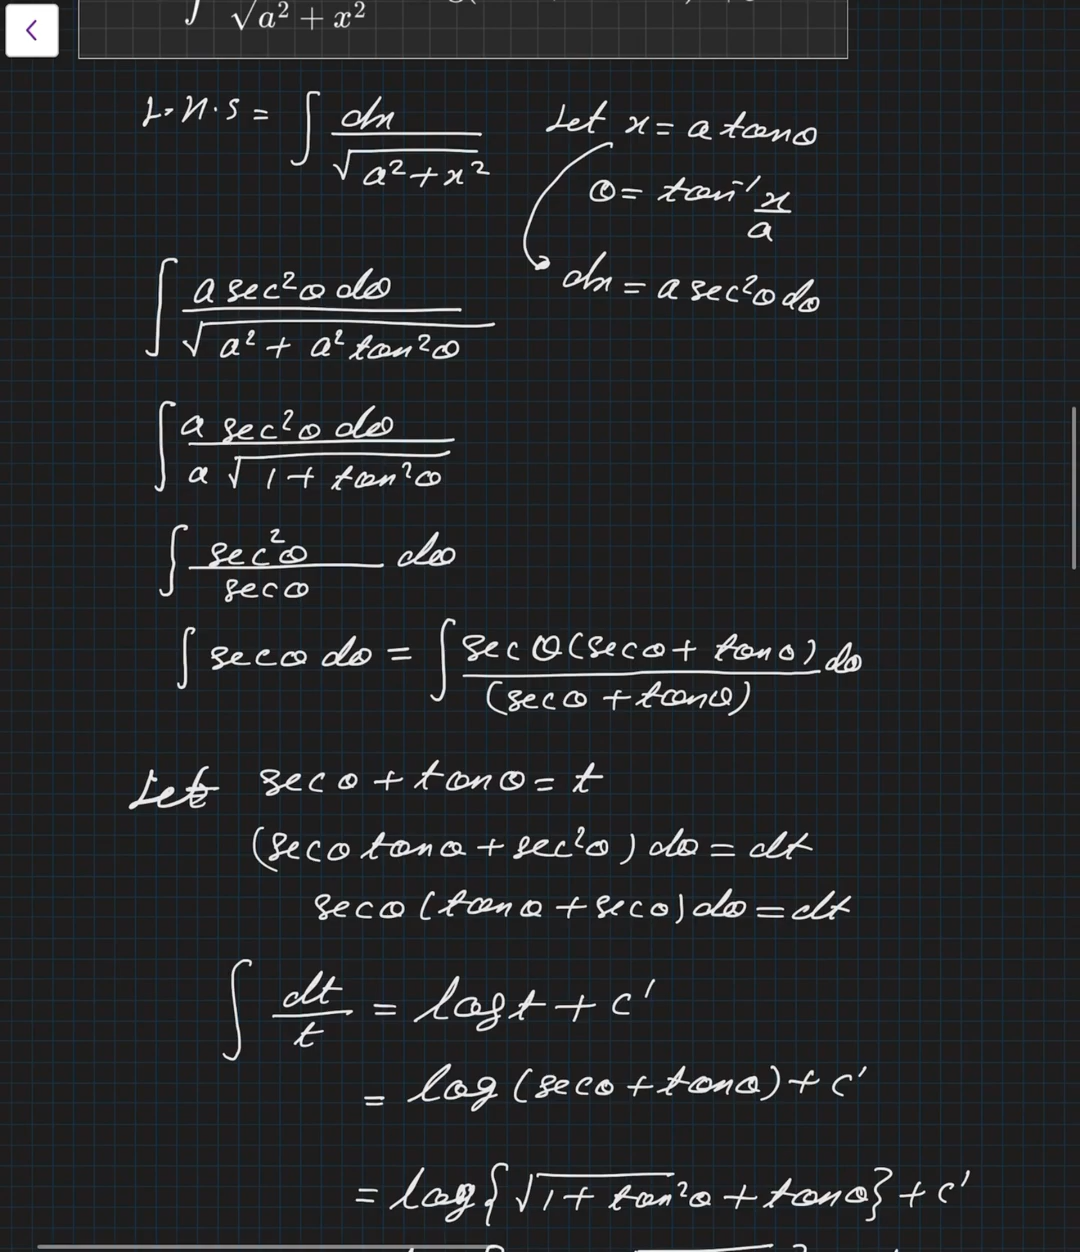 ∫ √a² + x²
L.H.S = ∫ dx / √a²+x²
Let x = a tanθ
θ = tan⁻¹ x/a
dx = a sec²θ dθ
∫ a sec²θ dθ / √a² + a² tan²θ
∫ a sec²θ dθ / a √1 + tan²θ
∫ sec²θ / secθ dθ
∫ secθ dθ = ∫ secθ(secθ + tanθ) dθ / (secθ + tanθ)
Let secθ + tanθ = t
(secθ tanθ + sec²θ) dθ = dt
secθ (tanθ + secθ) dθ = dt
∫ dt / t = log t + c'
= log (secθ + tanθ) + c'
= log{√1 + tan²θ + tanθ} + c'